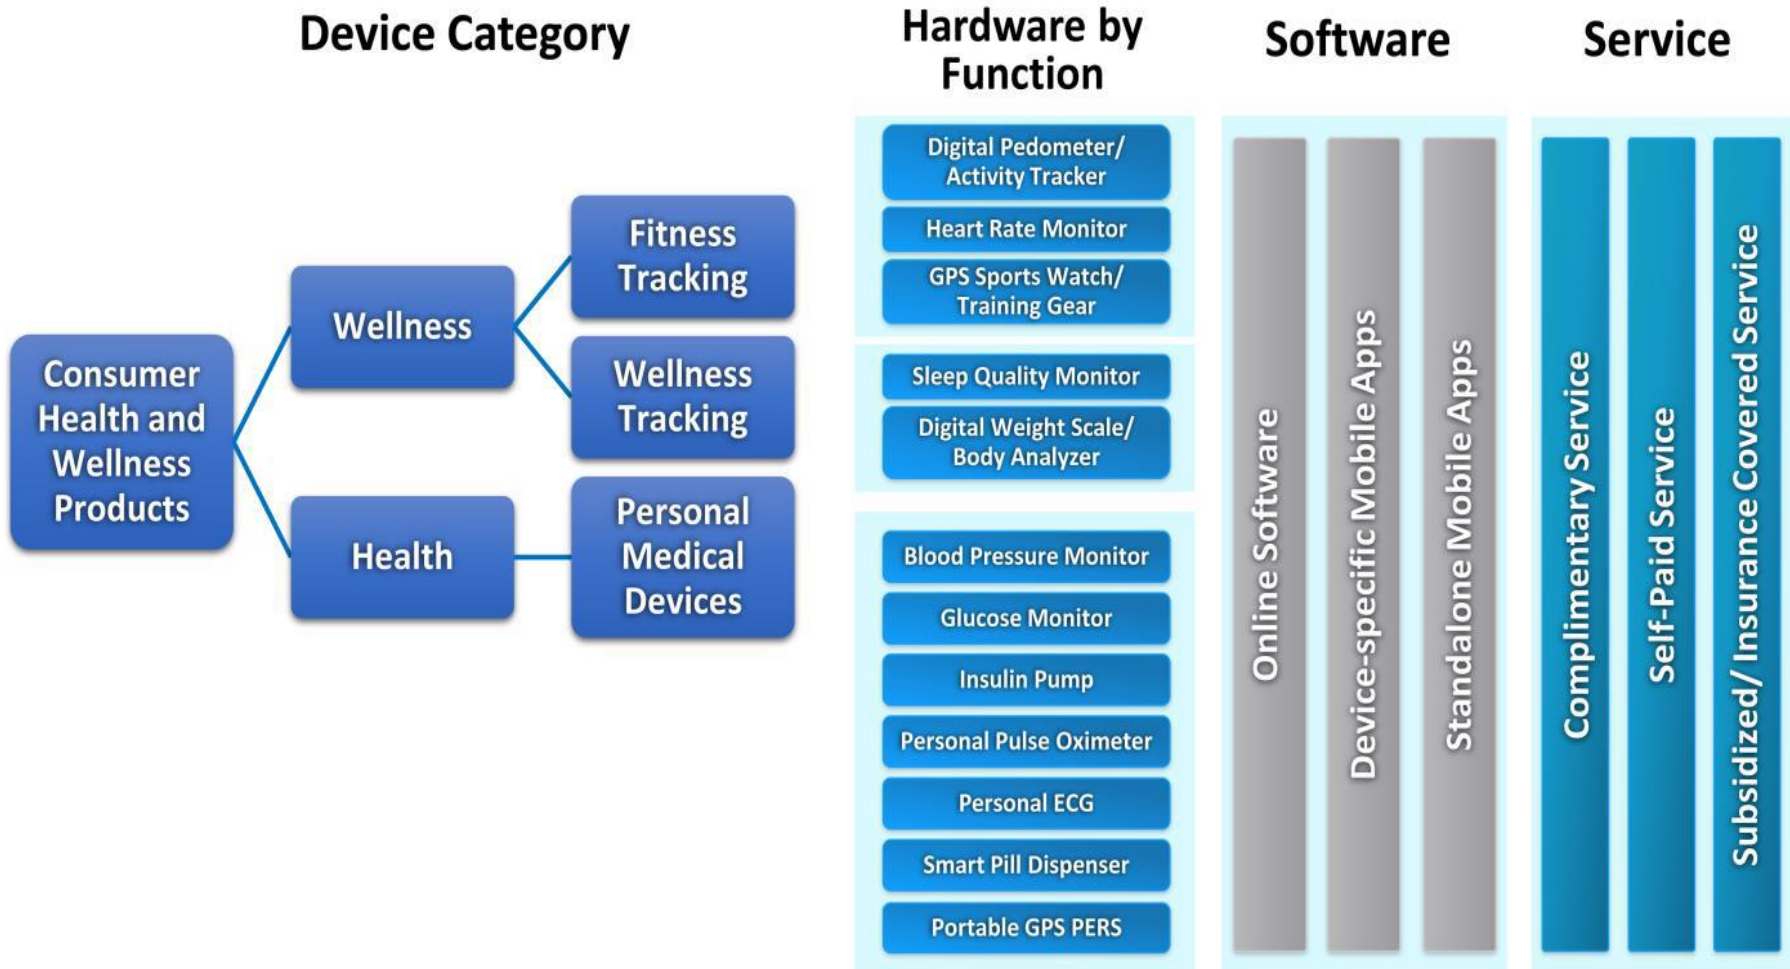 Device Category
Hardware by
Function
Software
Service
Consumer
Health and
Wellness
Products
Wellness
Health
Fitness
Tracking
Wellness
Tracking
Personal
Medical
Devices
Digital Pedometer/
Activity Tracker
Heart Rate Monitor
GPS Sports Watch/
Training Gear
Sleep Quality Monitor
Digital Weight Scale/
Body Analyzer
Blood Pressure Monitor
Glucose Monitor
Insulin Pump
Personal Pulse Oximeter
Personal ECG
Smart Pill Dispenser
Portable GPS PERS
Online Software
Device-specific Mobile Apps
Standalone Mobile Apps
Complimentary Service
Self-Paid Service
Subsidized/ Insurance Covered Service